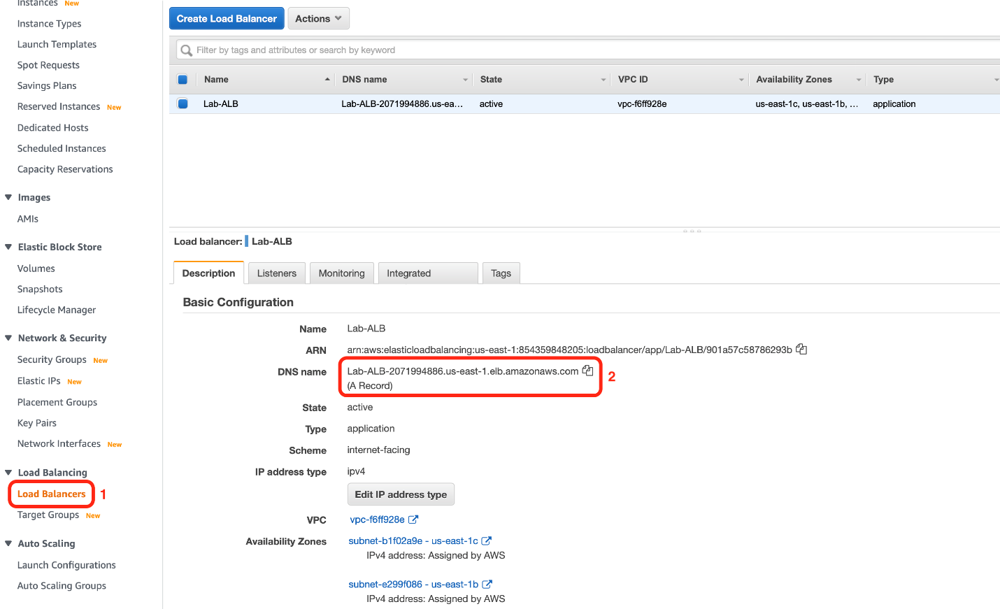 Instances New
Instance Types
Launch Templates
Spot Requests
Savings Plans
Reserved Instances New
Dedicated Hosts
Scheduled Instances
Capacity Reservations
Images
AMIs
Elastic Block Store
Volumes
Snapshots
Lifecycle Manager
Network & Security
Security Groups New
Elastic IPs New
Placement Groups
Key Pairs
Network Interfaces New
Load Balancing
Load Balancers 1
Target Groups New
Auto Scaling
Launch Configurations
Auto Scaling Groups
Create Load Balancer Actions
Filter by tags and attributes or search by keyword
Name DNS name State VPC ID Availability Zones Type
Lab-ALB Lab-ALB-2071994886.us-ea... active vpc-f6ff928e us-east-1c, us-east-1b, ... application
Load balancer: Lab-ALB
Description Listeners Monitoring Integrated Tags
Basic Configuration
Name Lab-ALB
ARN arn:aws:elasticloadbalancing:us-east-1:854359848205:loadbalancer/app/Lab-ALB/901a57c58786293b
DNS name Lab-ALB-2071994886.us-east-1.elb.amazonaws.com 2
(A Record)
State active
Type application
Scheme internet-facing
IP address type ipv4
Edit IP address type
VPC vpc-f6ff928e
Availability Zones subnet-b1f02a9e - us-east-1c
IPv4 address: Assigned by AWS
subnet-e299f086 - us-east-1b
IPv4 address: Assigned by AWS